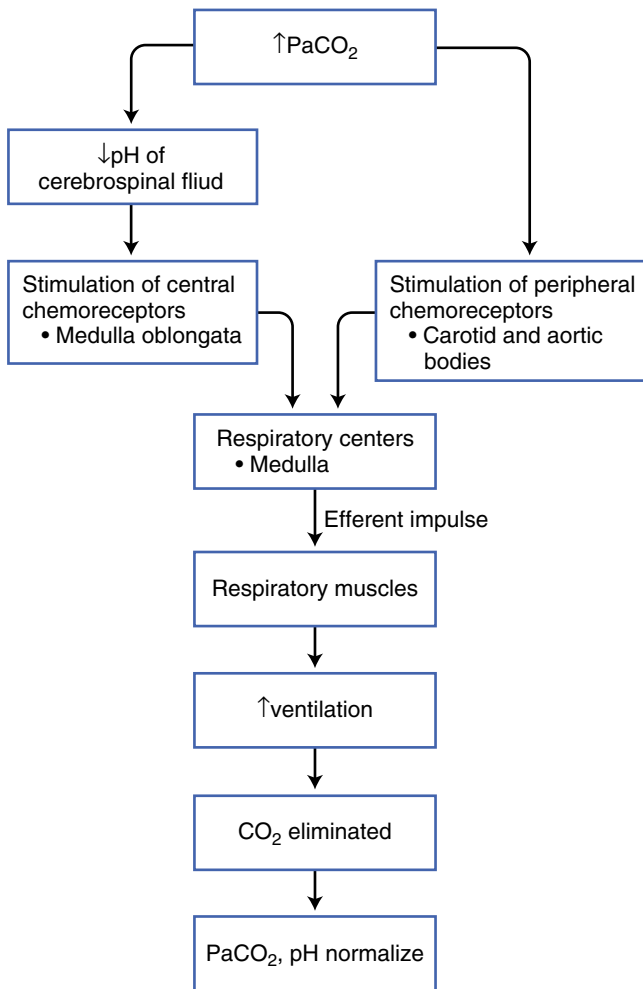 ↑PaCO₂
↓pH of
cerebrospinal fliud
Stimulation of central
chemoreceptors
• Medulla oblongata
Stimulation of peripheral
chemoreceptors
• Carotid and aortic
bodies
Respiratory centers
• Medulla
Efferent impulse
Respiratory muscles
↑ventilation
CO₂ eliminated
PaCO₂, pH normalize